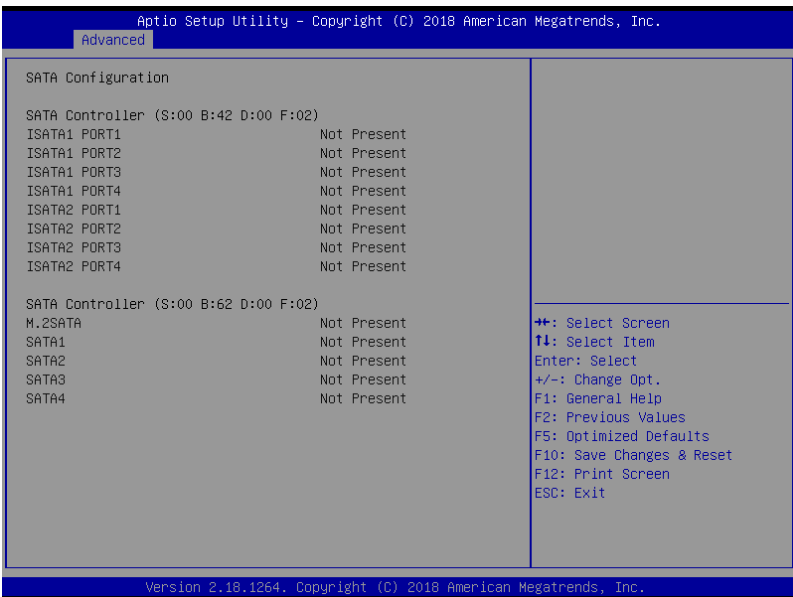 Aptio Setup Utility – Copyright (C) 2018 American Megatrends, Inc.
Advanced
SATA Configuration
SATA Controller (S:00 B:42 D:00 F:02)
ISATA1 PORT1 Not Present
ISATA1 PORT2 Not Present
ISATA1 PORT3 Not Present
ISATA1 PORT4 Not Present
ISATA2 PORT1 Not Present
ISATA2 PORT2 Not Present
ISATA2 PORT3 Not Present
ISATA2 PORT4 Not Present
SATA Controller (S:00 B:62 D:00 F:02)
M.2SATA Not Present
SATA1 Not Present
SATA2 Not Present
SATA3 Not Present
SATA4 Not Present
→←: Select Screen
↑↓: Select Item
Enter: Select
+/-: Change Opt.
F1: General Help
F2: Previous Values
F5: Optimized Defaults
F10: Save Changes & Reset
F12: Print Screen
ESC: Exit
Version 2.18.1264. Copyright (C) 2018 American Megatrends, Inc.